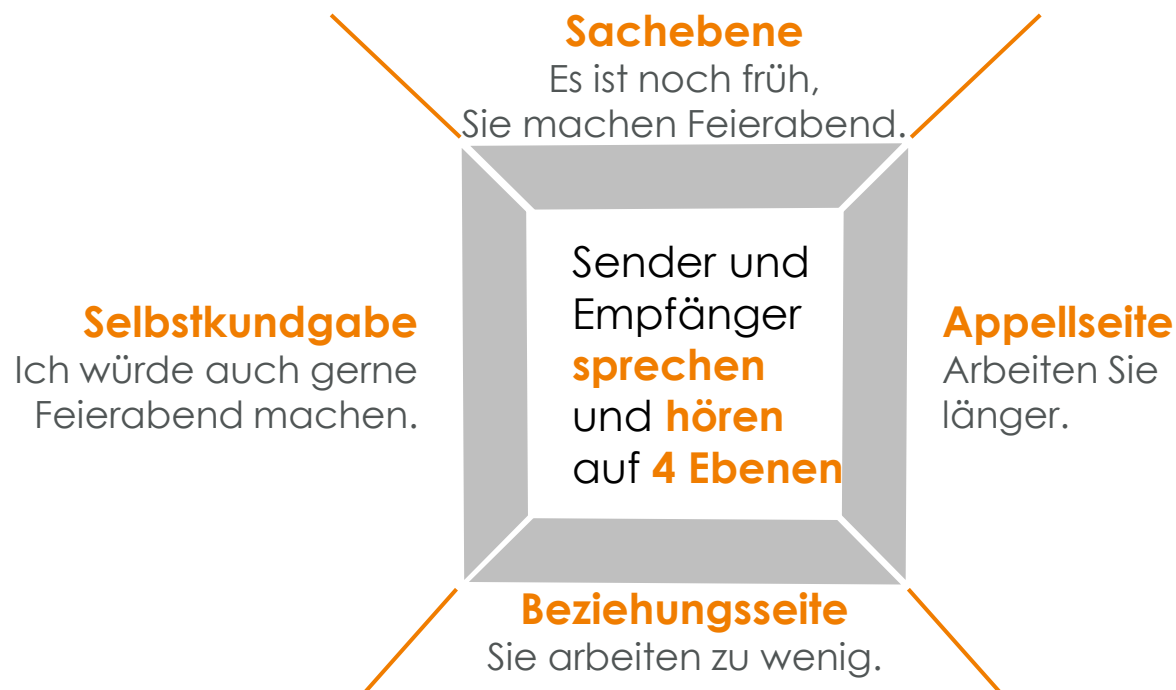 Sachebene
Es ist noch früh,
Sie machen Feierabend.
Selbstkundgabe
Ich würde auch gerne
Feierabend machen.
Sender und
Empfänger
sprechen
und hören
auf 4 Ebenen
Appellseite
Arbeiten Sie
länger.
Beziehungsseite
Sie arbeiten zu wenig.